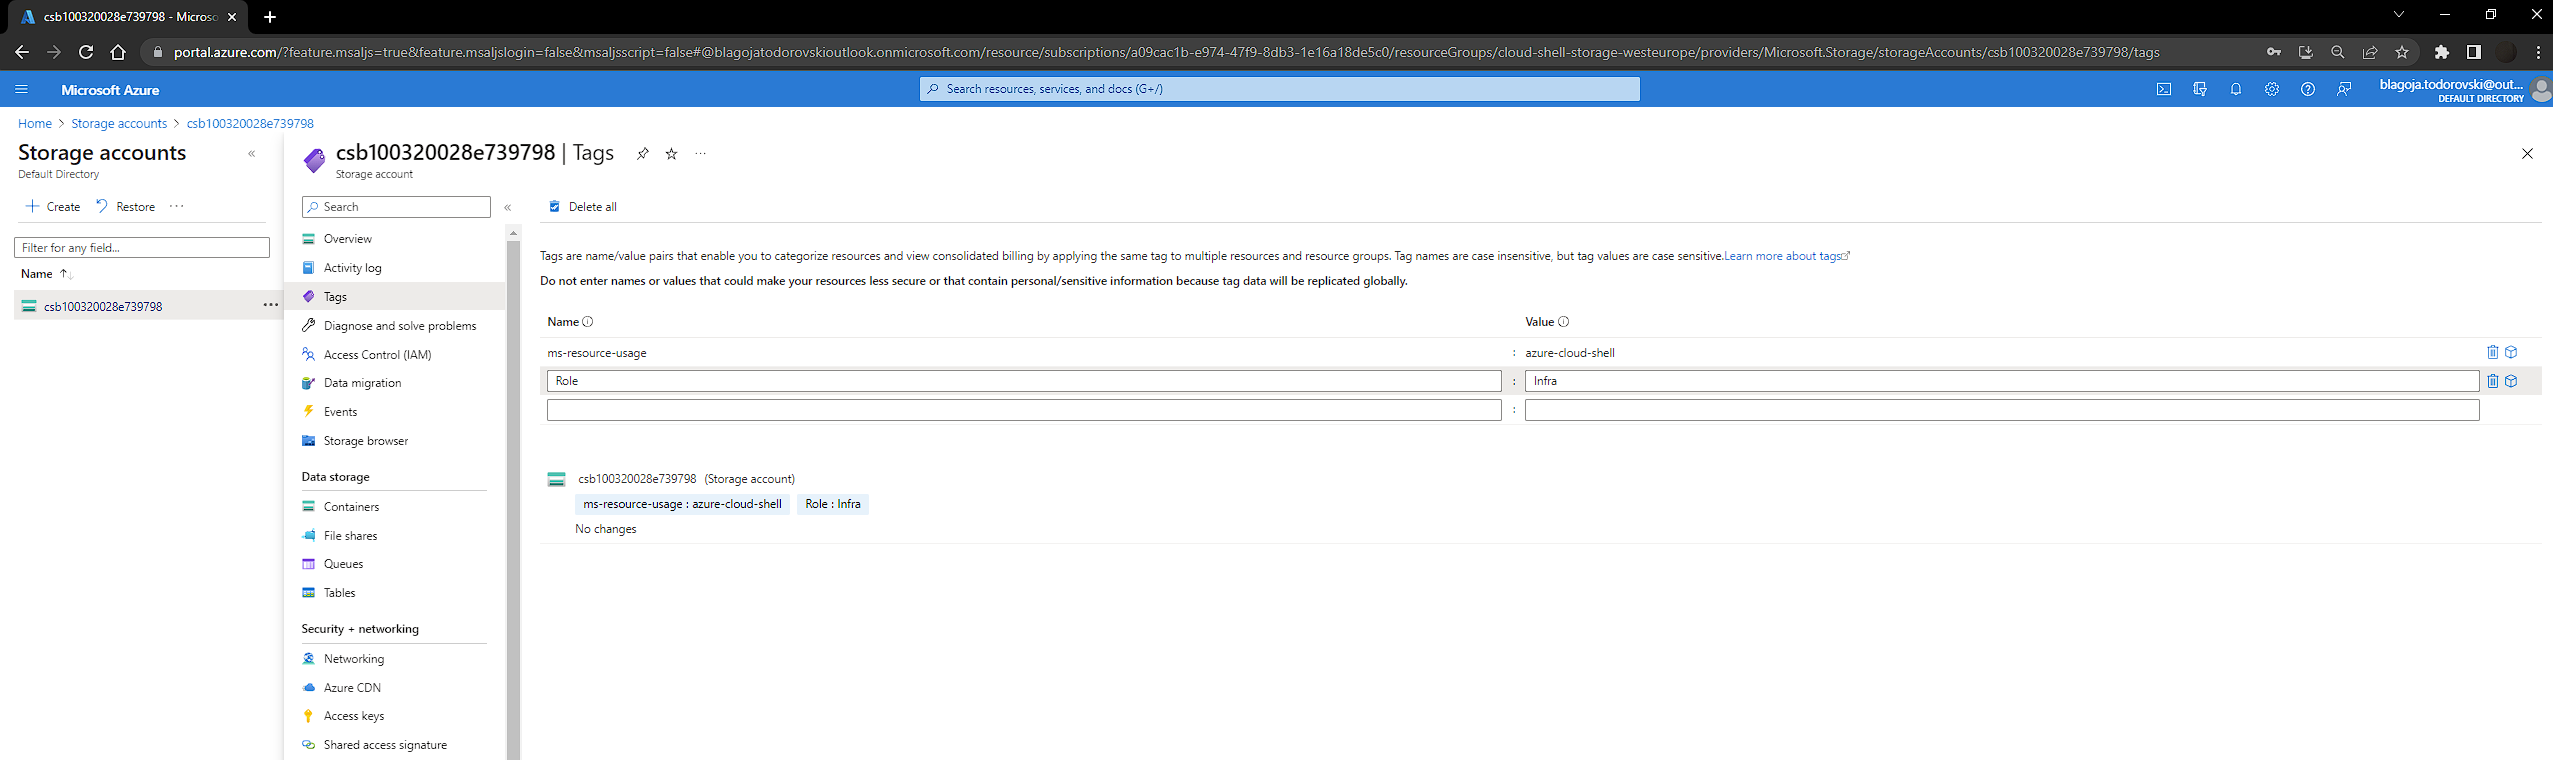 csb100320028e739798 - Microso
portal.azure.com/?feature.msaljs=true&feature.msaljslogin=false&msaljsscript=false#@blagojatodorovskioutlook.onmicrosoft.com/resource/subscriptions/a09cac1b-e974-47f9-8db3-1e16a18de5c0/resourceGroups/cloud-shell-storage-westeurope/providers/Microsoft.Storage/storageAccounts/csb100320028e739798/tags
Microsoft Azure
Search resources, services, and docs (G+/)
blagoja.todorovski@out...
DEFAULT DIRECTORY
Home > Storage accounts > csb100320028e739798
Storage accounts
Default Directory
Create Restore ...
Filter for any field...
Name
csb100320028e739798
csb100320028e739798 | Tags
Storage account
Search
Overview
Activity log
Tags
Diagnose and solve problems
Access Control (IAM)
Data migration
Events
Storage browser
Data storage
Containers
File shares
Queues
Tables
Security + networking
Networking
Azure CDN
Access keys
Shared access signature
Delete all
Tags are name/value pairs that enable you to categorize resources and view consolidated billing by applying the same tag to multiple resources and resource groups. Tag names are case insensitive, but tag values are case sensitive.Learn more about tags
Do not enter names or values that could make your resources less secure or that contain personal/sensitive information because tag data will be replicated globally.
Name Value
ms-resource-usage : azure-cloud-shell
Role : Infra
:
csb100320028e739798 (Storage account)
ms-resource-usage : azure-cloud-shell Role : Infra
No changes